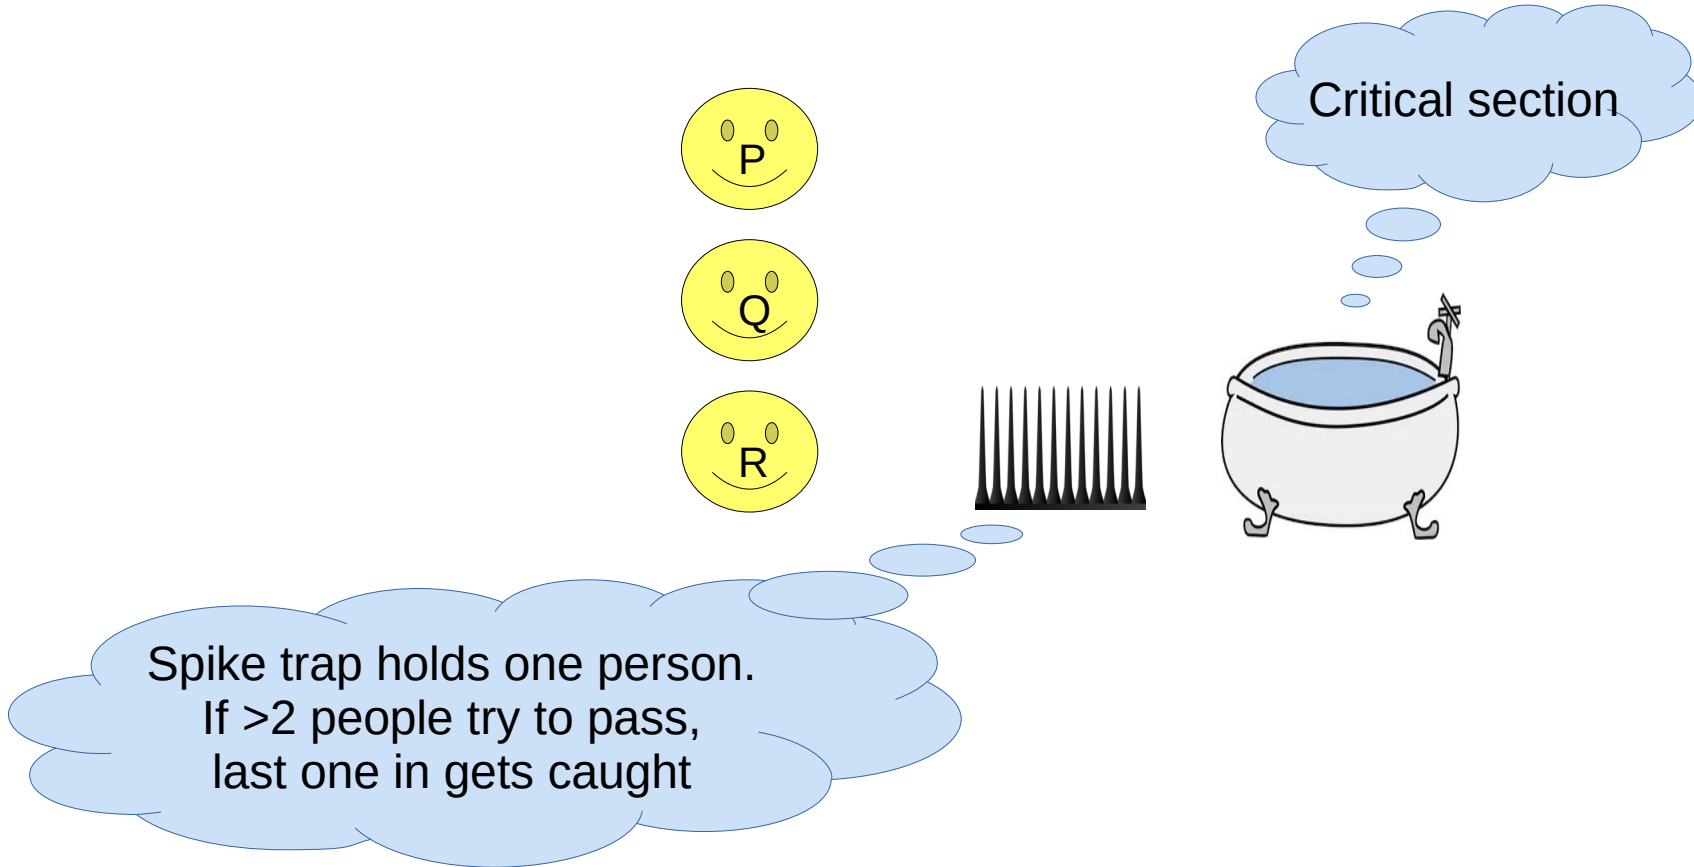 Critical section
P
Q
R
Spike trap holds one person.
If >2 people try to pass,
last one in gets caught